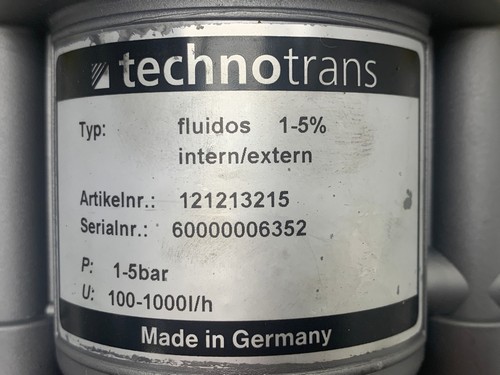 technotrans
Typ: fluidos 1-5%
intern/extern
Artikelnr.: 121213215
Serialnr.: 60000006352
P: 1-5bar
U: 100-1000l/h
Made in Germany